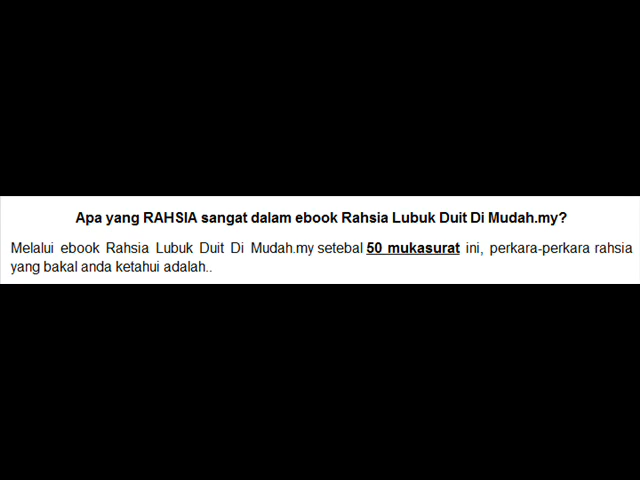 Apa yang RAHSIA sangat dalam ebook Rahsia Lubuk Duit Di Mudah.my?
Melalui ebook Rahsia Lubuk Duit Di Mudah.my setebal 50 mukasurat ini, perkara-perkara rahsia
yang bakal anda ketahui adalah..